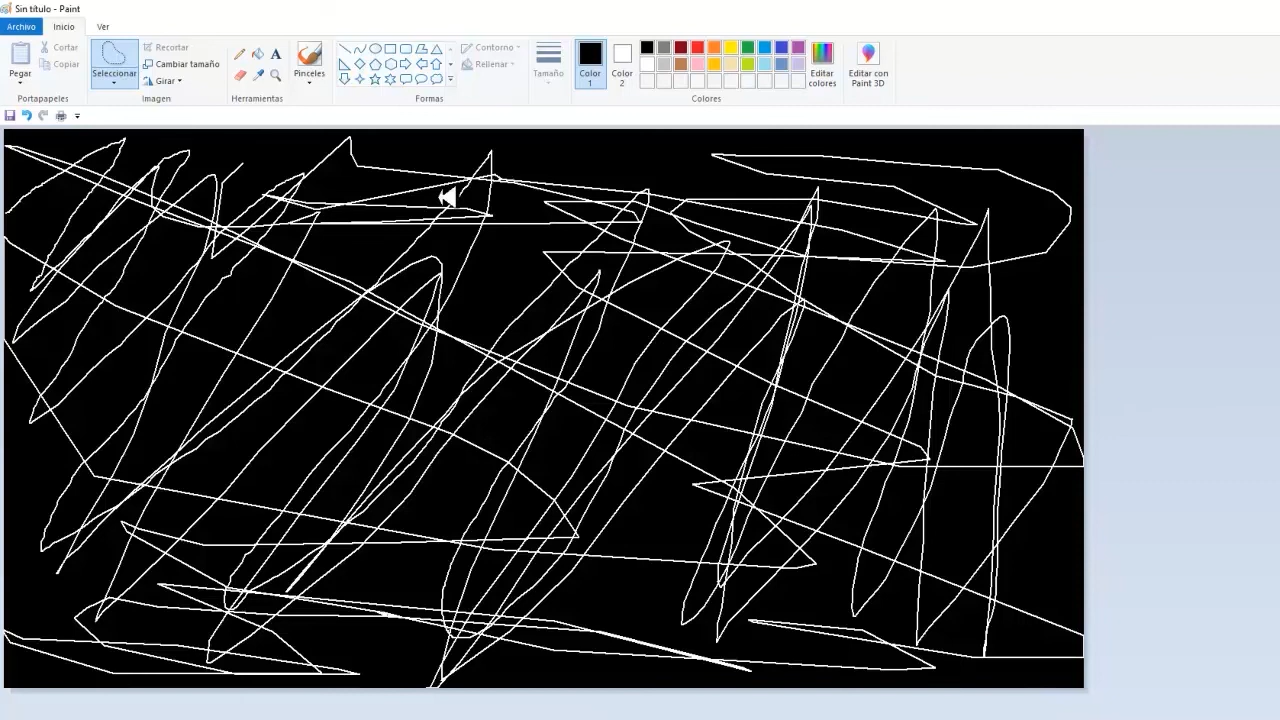 Sin título - Paint
Archivo Inicio Ver
Pegar
Cortar
Copiar
Portapapeles
Seleccionar
Recortar
Cambiar tamaño
Girar
Imagen
A
Herramientas
Pinceles
Contorno
Rellenar
Formas
Tamaño
Color
1
Color
2
Editar
colores
Colores
Editar con
Paint 3D